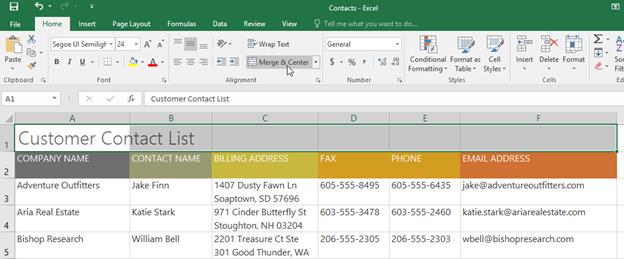 Contacts - Excel
File Home Insert Page Layout Formulas Data Review View Tell me what you want to do...
Segoe UI Semiligh 24 A A Wrap Text General
Paste B I U A Merge & Center $ % , Conditional Formatting Format as Table Cell Styles Insert Delete Format
Clipboard Font Alignment Number Styles Cells
A1 fx Customer Contact List
A B C D E F
1 Customer Contact List
2 COMPANY NAME CONTACT NAME BILLING ADDRESS FAX PHONE EMAIL ADDRESS
Adventure Outfitters Jake Finn 1407 Dusty Fawn Ln 605-555-8495 605-555-6435 jake@adventureoutfitters.com
3 Soaptown, SD 57696
Aria Real Estate Katie Stark 971 Cinder Butterfly St 603-555-3478 603-555-2460 katie.stark@ariarealestate.com
4 Stoughton, NH 03204
Bishop Research William Bell 2201 Treasure Ct Ste 206-555-2305 206-555-2303 wbell@bishopresearch.com
5 301 Good Thunder, WA